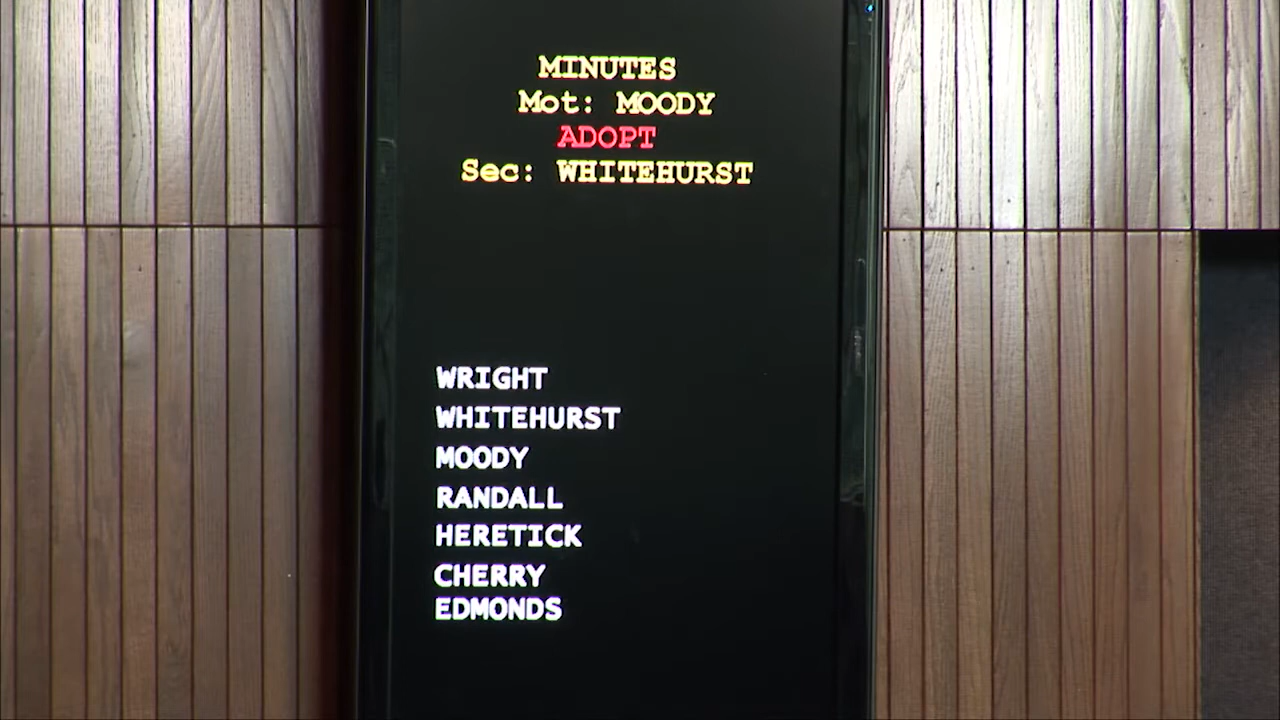 MINUTES
Mot: MOODY
ADOPT
Sec: WHITEHURST
WRIGHT
WHITEHURST
MOODY
RANDALL
HERETICK
CHERRY
EDMONDS